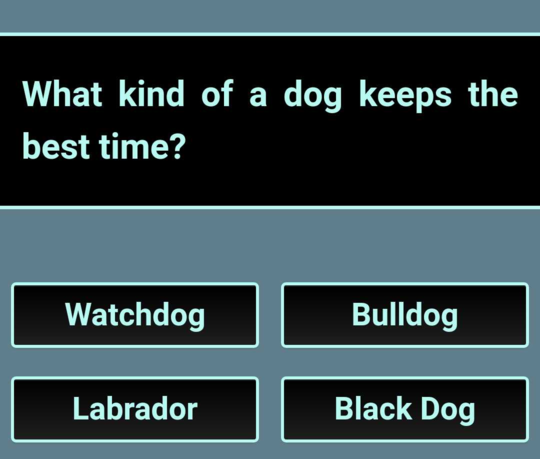 What kind of a dog keeps the
best time?
Watchdog
Bulldog
Labrador
Black Dog